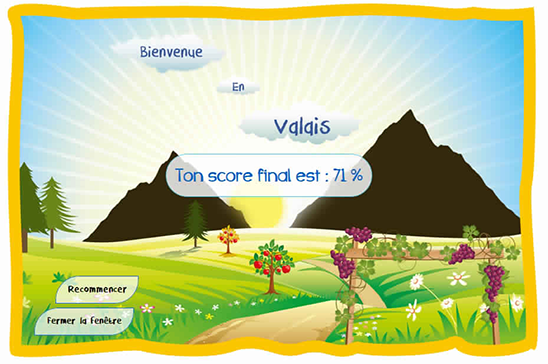 Bienvenue
En
Valais
Ton score final est : 71 %
Recommencer
Fermer la fenêtre